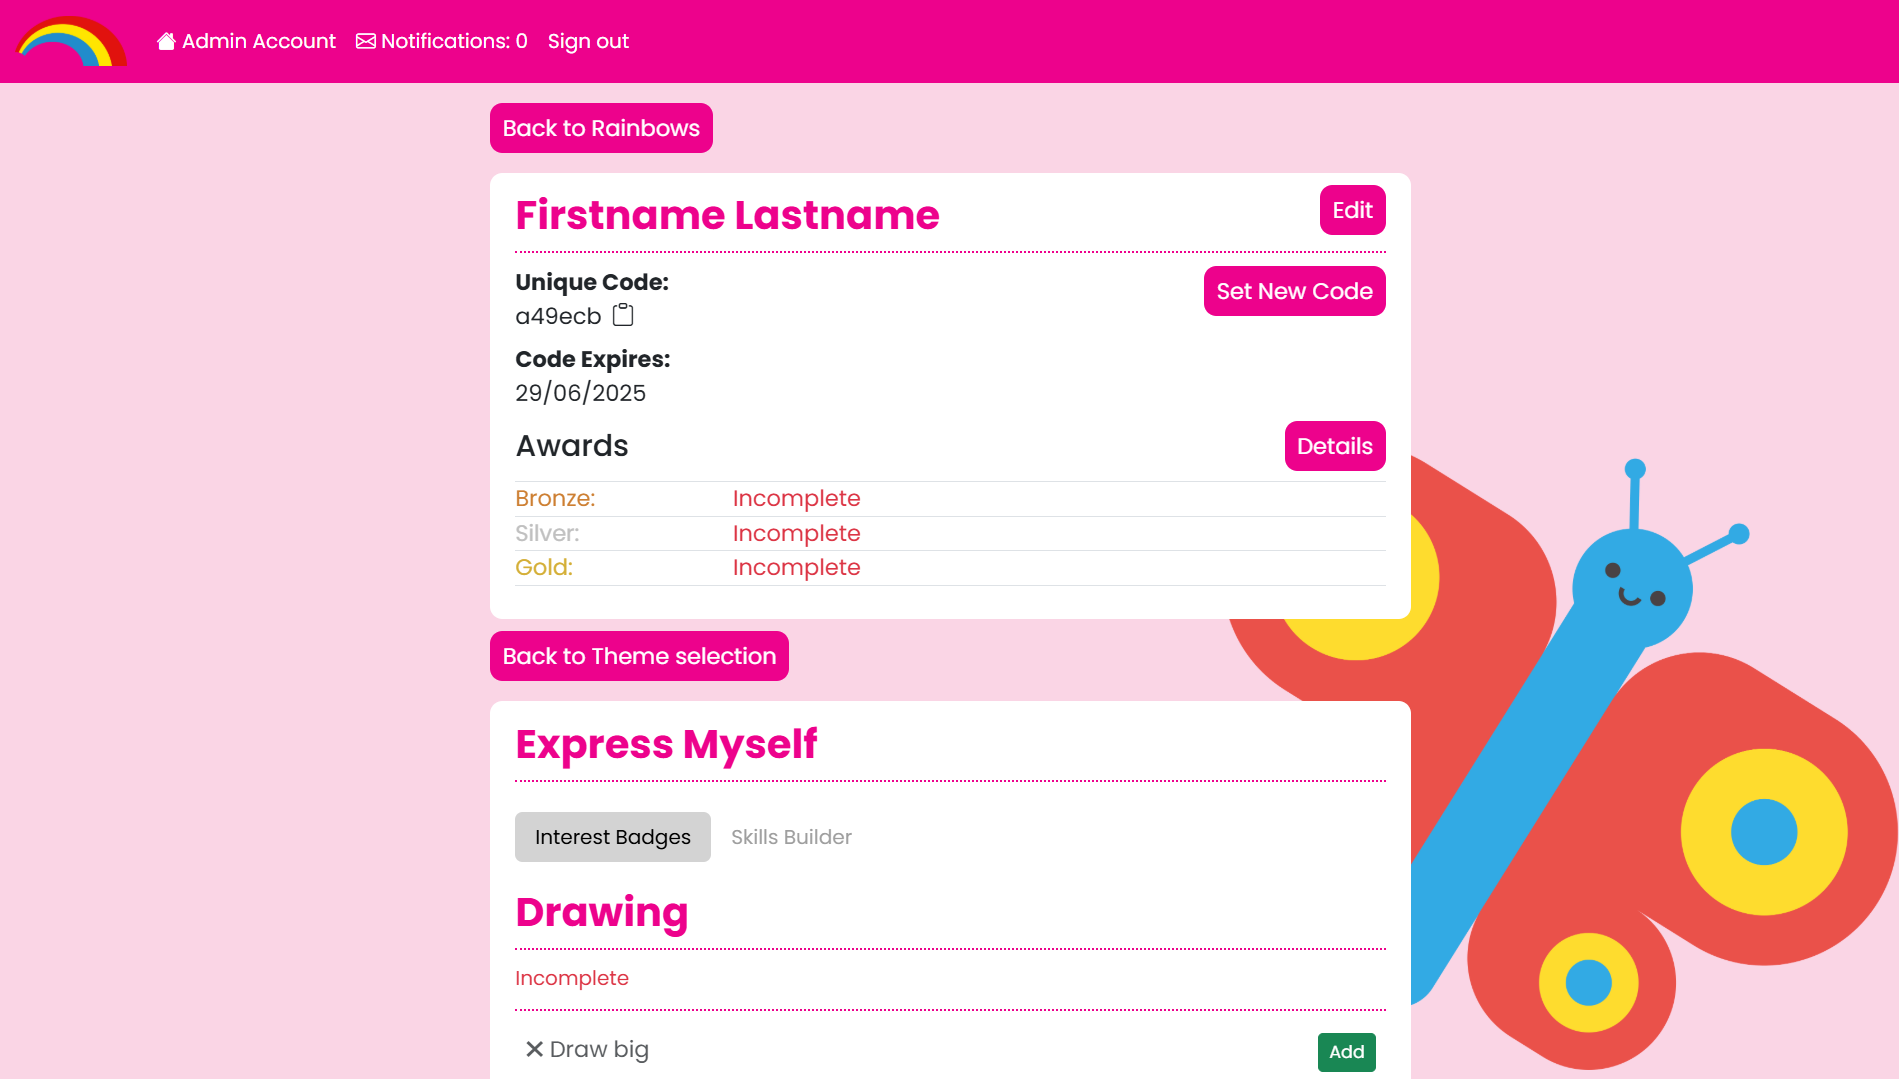 Admin Account Notifications: 0 Sign out
Back to Rainbows
Firstname Lastname Edit
Unique Code: Set New Code
a49ecb
Code Expires:
29/06/2025
Awards Details
Bronze: Incomplete
Silver: Incomplete
Gold: Incomplete
Back to Theme selection
Express Myself
Interest Badges Skills Builder
Drawing
Incomplete
Draw big Add